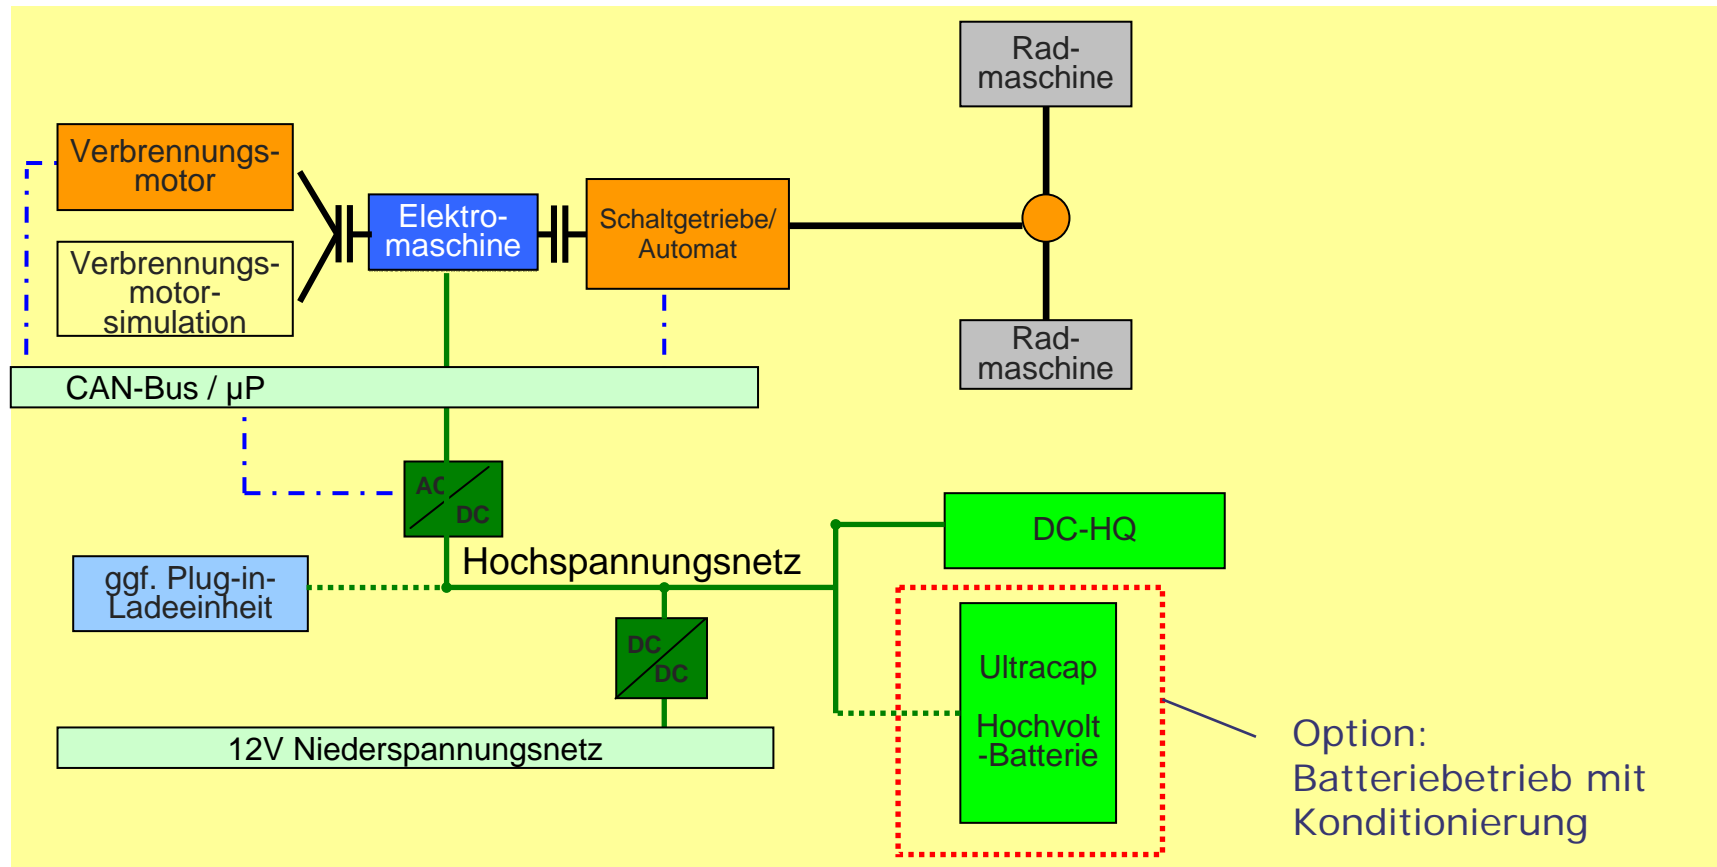 Rad-
maschine
Verbrennungs-
motor
Elektro-
maschine
Schaltgetriebe/
Automat
Verbrennungs-
motor-
simulation
Rad-
maschine
CAN-Bus / µP
AC
DC
DC-HQ
Hochspannungsnetz
ggf. Plug-in-
Ladeeinheit
DC
DC
Ultracap
Hochvolt
-Batterie
12V Niederspannungsnetz
Option:
Batteriebetrieb mit
Konditionierung